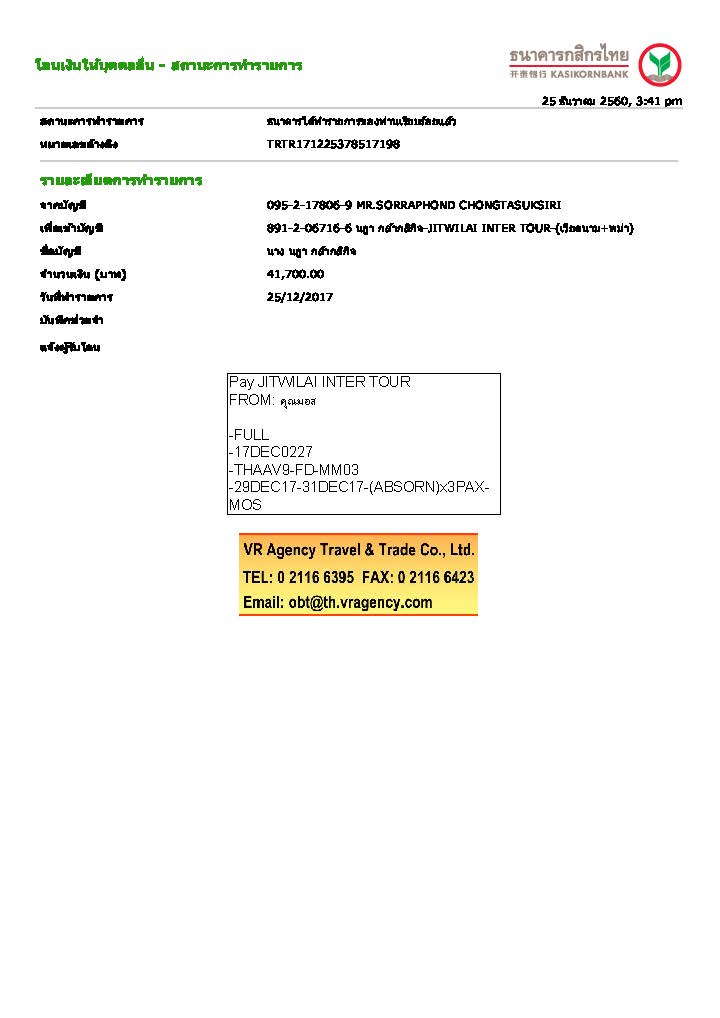 ธนาคารกสิกรไทย
开泰银行 KASIKORNBANK
โอนเงินให้บุคคลอื่น - สถานะการทำรายการ
25 ธันวาคม 2560, 3:41 pm
สถานะการทำรายการ ธนาคารได้ทำรายการของท่านเรียบร้อยแล้ว
หมายเลขอ้างอิง TRTR171225378517198
รายละเอียดการทำรายการ
จากบัญชี 095-2-17806-9 MR.SORRAPHOND CHONGTASUKSIRI
เพื่อเข้าบัญชี 891-2-06716-6 นฎา กล้ากสิกิจ-JITWILAI INTER TOUR-(เวียดนาม+พม่า)
ชื่อบัญชี นาง นฎา กล้ากสิกิจ
จำนวนเงิน (บาท) 41,700.00
วันที่ทำรายการ 25/12/2017
บันทึกช่วยจำ
แจ้งผู้รับโอน
Pay JITWILAI INTER TOUR
FROM: คุณมอส
-FULL
-17DEC0227
-THAAV9-FD-MM03
-29DEC17-31DEC17-(ABSORN)x3PAX-
MOS
VR Agency Travel & Trade Co., Ltd.
TEL: 0 2116 6395 FAX: 0 2116 6423
Email: obt@th.vragency.com